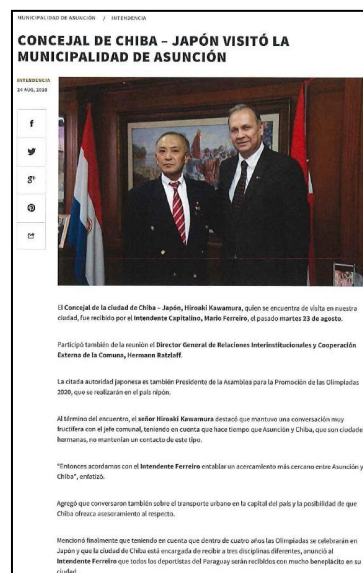 MUNICIPALIDAD DE ASUNCIÓN / INTENDENCIA
CONCEJAL DE CHIBA – JAPÓN VISITÓ LA
MUNICIPALIDAD DE ASUNCIÓN
INTENDENCIA
24 AUG, 2016
El Concejal de la ciudad de Chiba – Japón, Hiroaki Kawamura, quien se encuentra de visita en nuestra
ciudad, fue recibido por el Intendente Capitalino, Mario Ferreiro, el pasado martes 23 de agosto.
Participó también de la reunión el Director General de Relaciones Interinstitucionales y Cooperación
Externa de la Comuna, Hermann Ratzlaff.
La citada autoridad japonesa es también Presidente de la Asamblea para la Promoción de las Olimpiadas
2020, que se realizarán en el país nipón.
Al término del encuentro, el señor Hiroaki Kawamura destacó que mantuvo una conversación muy
fructífera con el jefe comunal, teniendo en cuenta que hace tiempo que Asunción y Chiba, que son ciudades
hermanas, no mantenían un contacto de este tipo.
"Entonces acordamos con el Intendente Ferreiro entablar un acercamiento más cercano entre Asunción y
Chiba", enfatizó.
Agregó que conversaron también sobre el transporte urbano en la capital del país y la posibilidad de que
Chiba ofrezca asesoramiento al respecto.
Mencionó finalmente que teniendo en cuenta que dentro de cuatro años las Olimpiadas se celebrarán en
Japón y que la ciudad de Chiba está encargada de recibir a tres disciplinas diferentes, anunció al
Intendente Ferreiro que todos los deportistas del Paraguay serán recibidos con mucho beneplácito en su
ciudad.